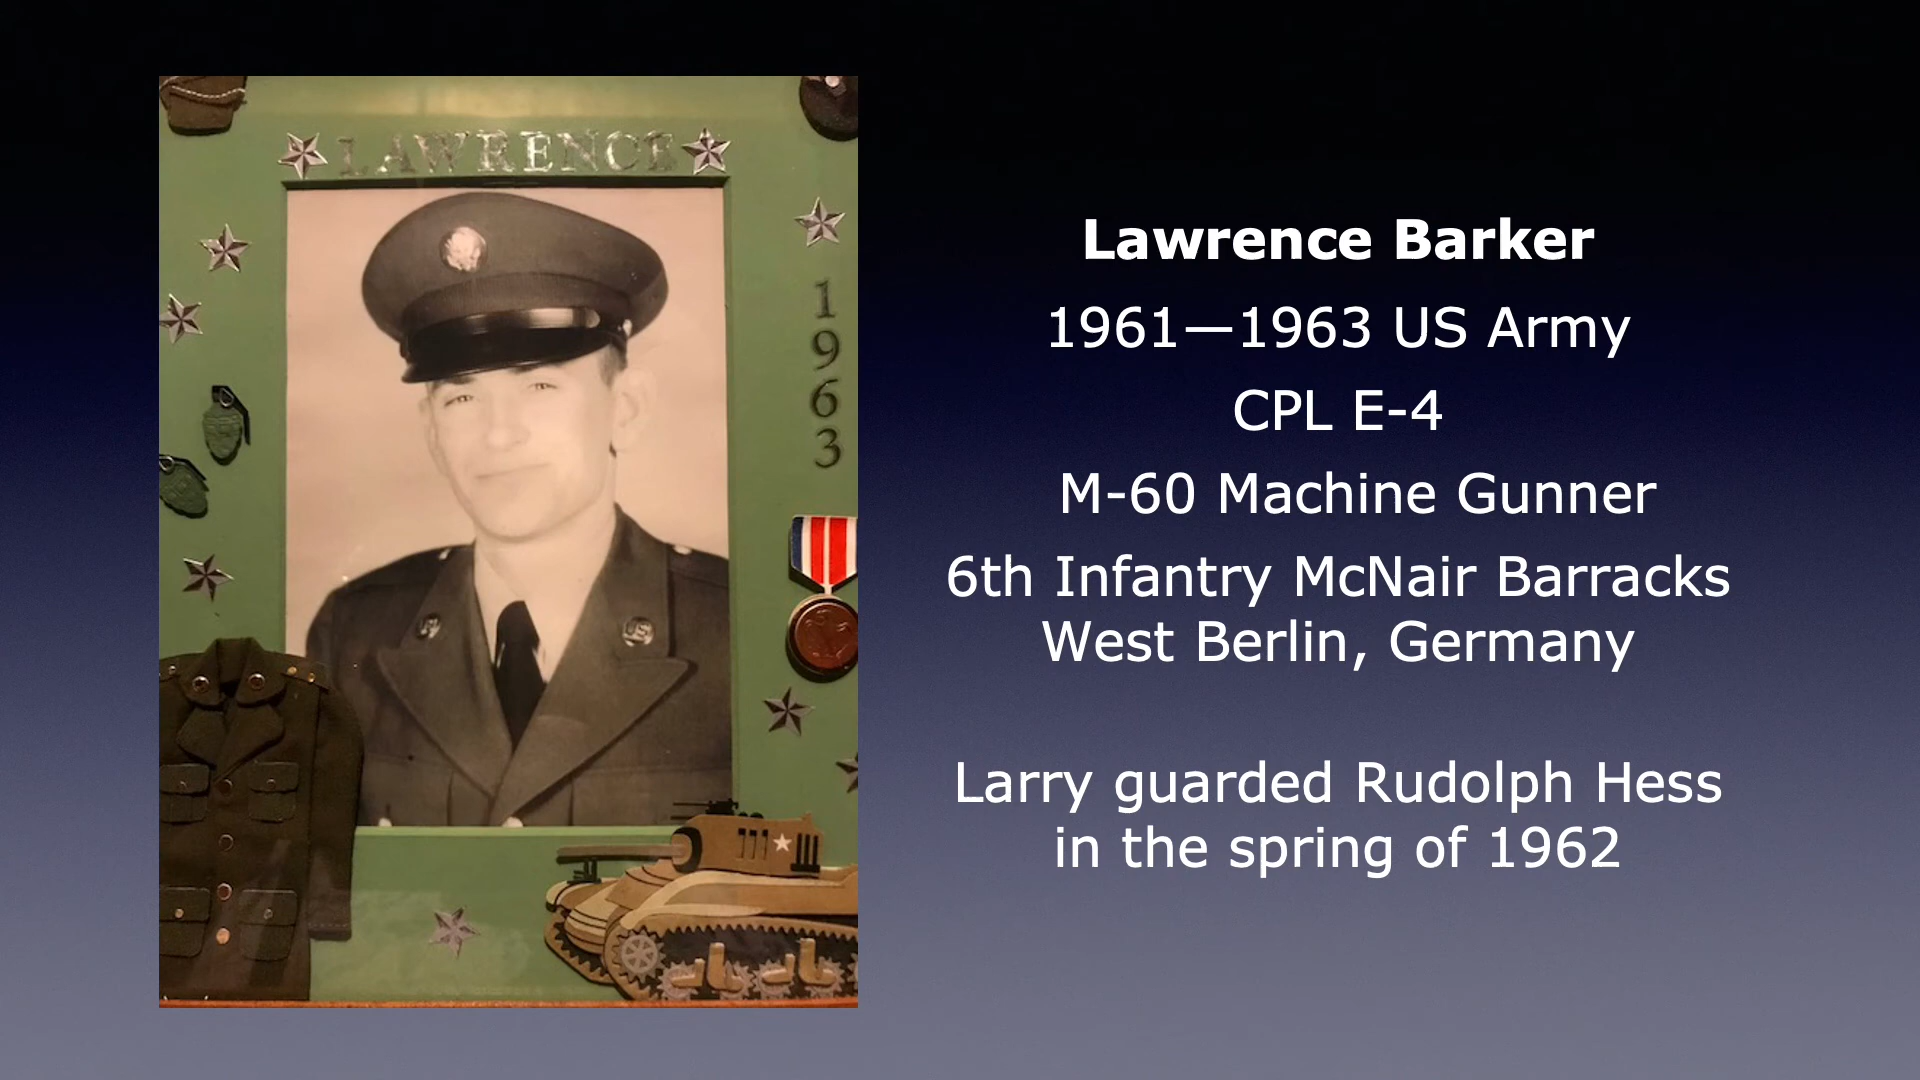 LAWRENCE
1963
Lawrence Barker
1961—1963 US Army
CPL E-4
M-60 Machine Gunner
6th Infantry McNair Barracks
West Berlin, Germany
Larry guarded Rudolph Hess
in the spring of 1962